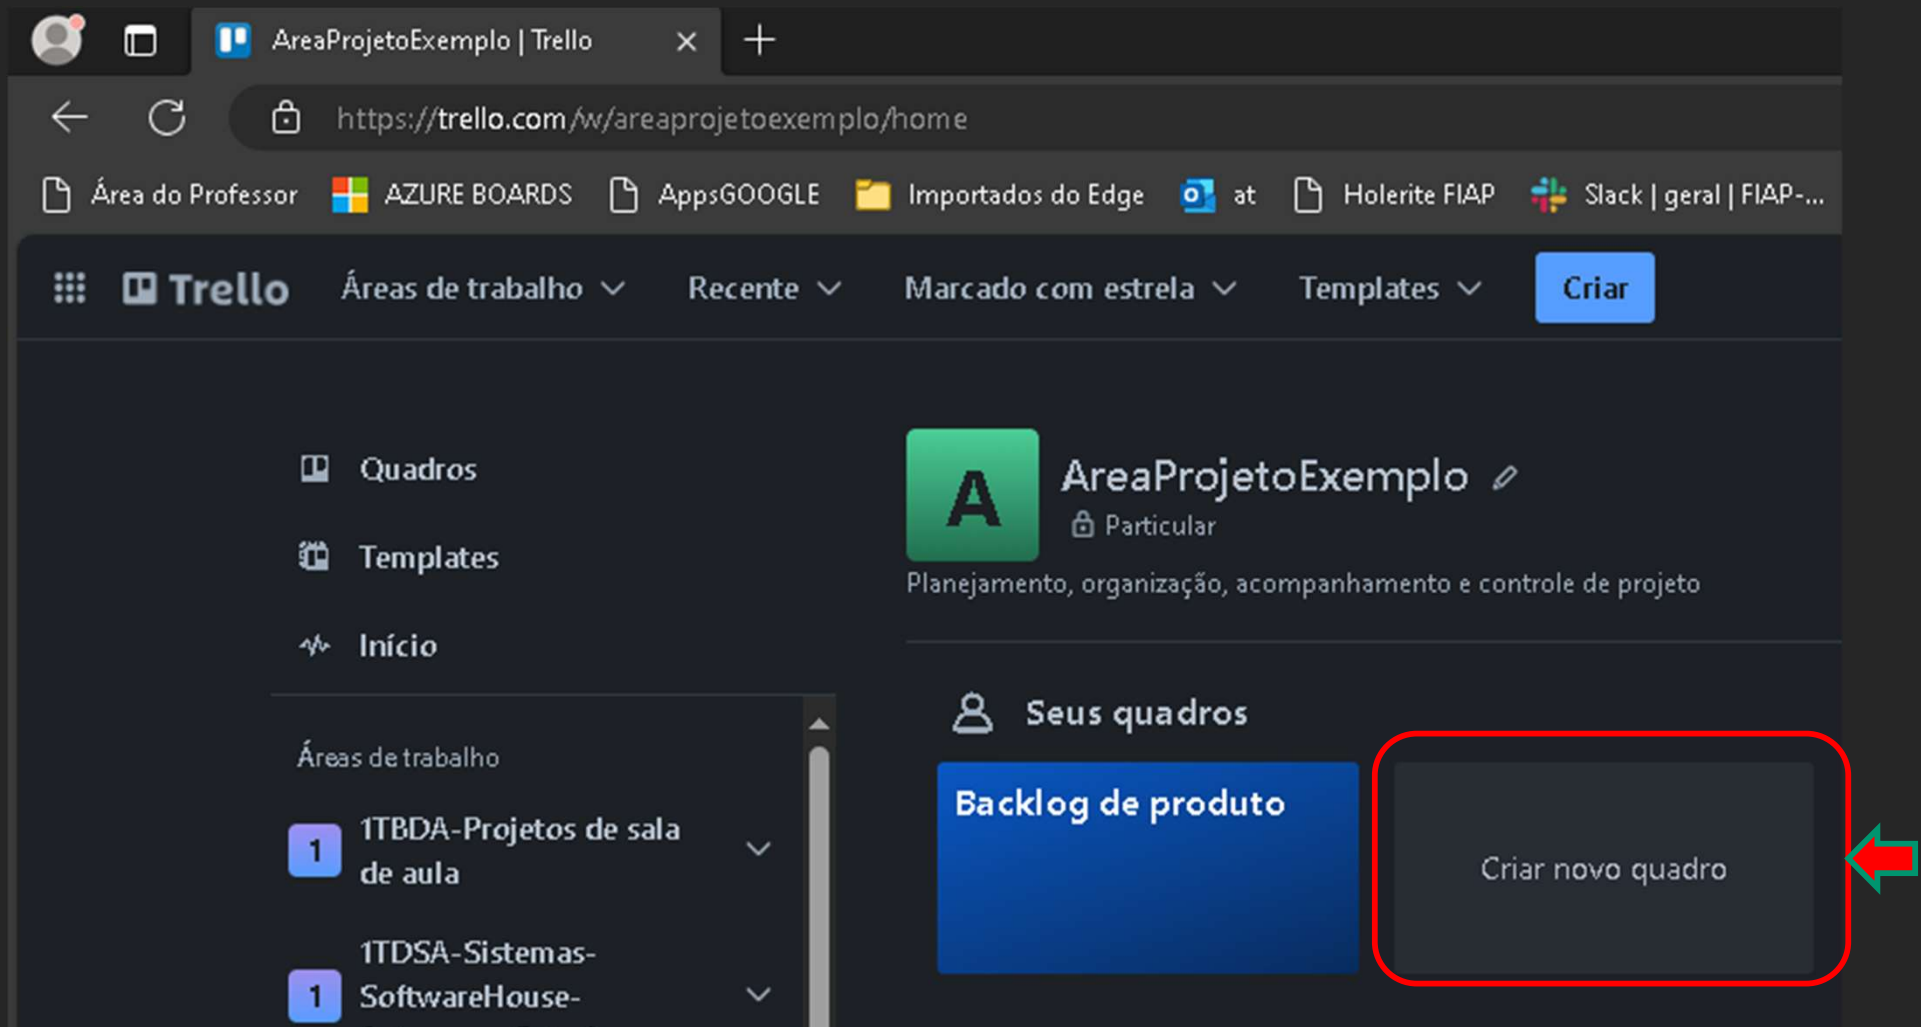 AreaProjetoExemplo | Trello
https://trello.com/w/areaprojetoexemplo/home
Área do Professor AZURE BOARDS AppsGOOGLE Importados do Edge at Holerite FIAP Slack | geral | FIAP-...
Trello Áreas de trabalho Recente Marcado com estrela Templates Criar
Quadros
Templates
Início
Áreas de trabalho
1 1TBDA-Projetos de sala
de aula
1TDSA-Sistemas-
1 SoftwareHouse-
A AreaProjetoExemplo
Particular
Planejamento, organização, acompanhamento e controle de projeto
Seus quadros
Backlog de produto
Criar novo quadro